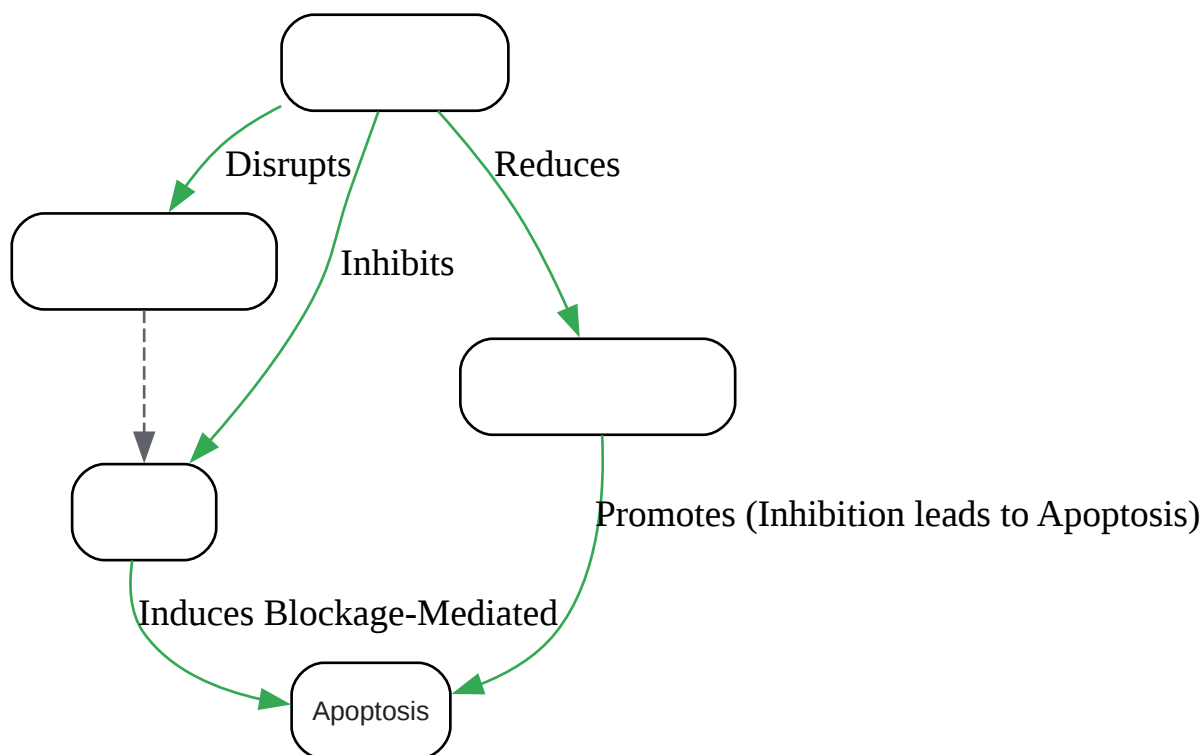 Disrupts
Reduces
Inhibits
Promotes (Inhibition leads to Apoptosis)
Induces Blockage-Mediated
Apoptosis